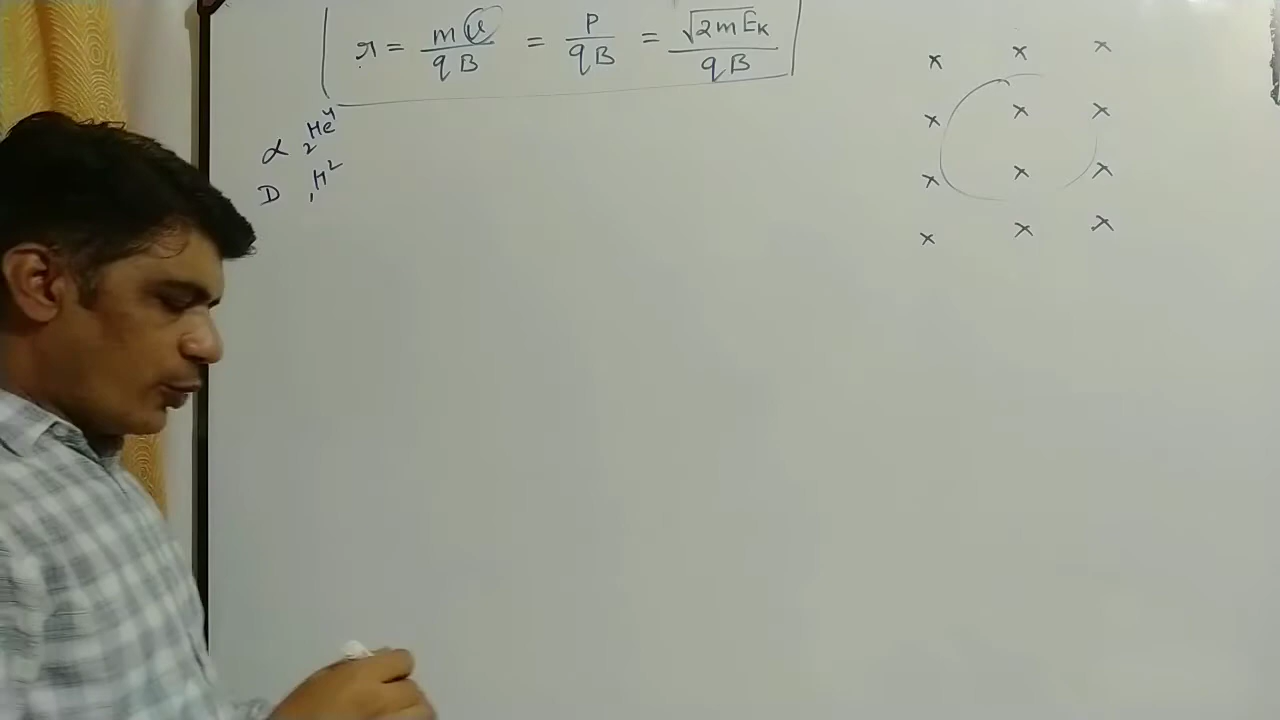 r = mv/qB = P/qB = √2mEK/qB
α ₂He⁴
D ₁H²
× × ×
× × ×
× × ×
× × ×